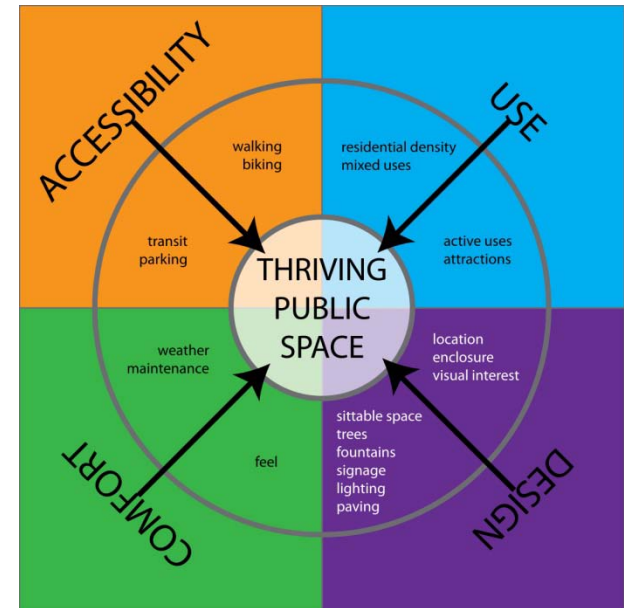 ACCESSIBILITY
walking
biking
transit
parking
USE
residential density
mixed uses
active uses
attractions
THRIVING
PUBLIC
SPACE
COMFORT
weather
maintenance
feel
DESIGN
location
enclosure
visual interest
sittable space
trees
fountains
signage
lighting
paving